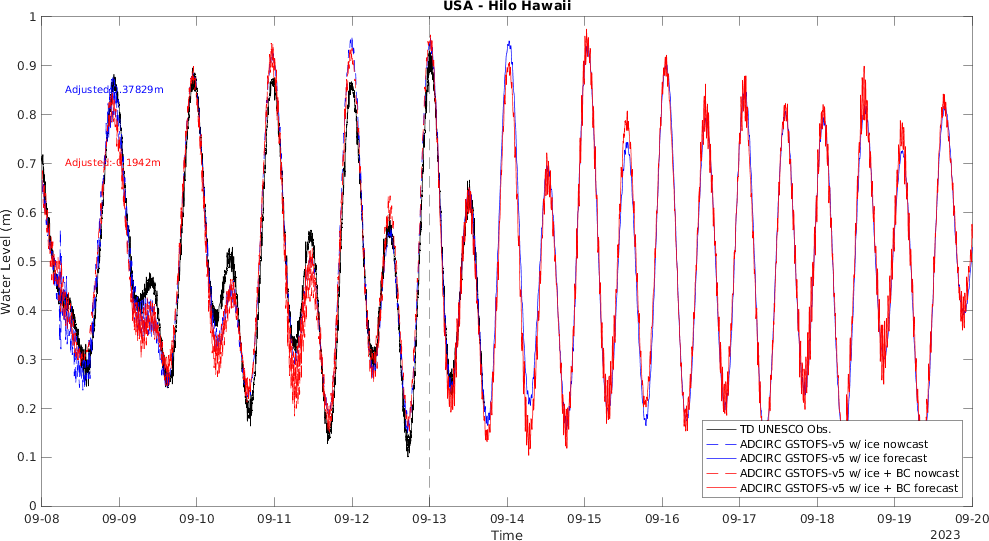 USA - Hilo Hawaii
1
0.9
0.8
0.7
0.6
0.5
0.4
0.3
0.2
0.1
0
Water Level (m)
Adjusted:-0.1942m
TD UNESCO Obs.
ADCIRC GSTOFS-v5 w/ ice nowcast
ADCIRC GSTOFS-v5 w/ ice forecast
ADCIRC GSTOFS-v5 w/ ice + BC nowcast
ADCIRC GSTOFS-v5 w/ ice + BC forecast
09-08 09-09 09-10 09-11 09-12 09-13 09-14 09-15 09-16 09-17 09-18 09-19 09-20
Time
2023